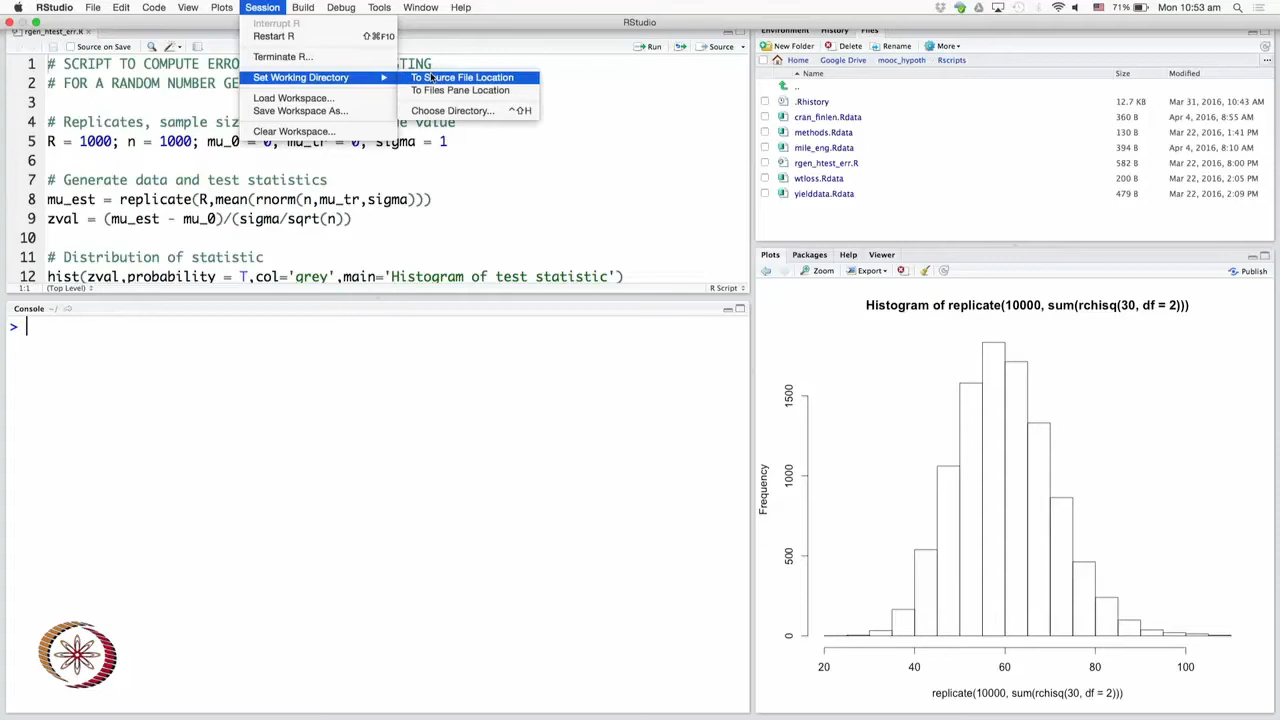 RStudio File Edit Code View Plots Session Build Debug Tools Window Help 71% Mon 10:53 am
RStudio
rgen_htest_err.R
Source on Save Run Source
Interrupt R
Restart R ⇧⌘F10
Terminate R...
Set Working Directory
Load Workspace...
Save Workspace As...
Clear Workspace...
To Source File Location
To Files Pane Location
Choose Directory... ^⇧H
1 # SCRIPT TO COMPUTE ERRO TING
2 # FOR A RANDOM NUMBER GE
3
4 # Replicates, sample siz e value
5 R = 1000; n = 1000; mu_0 = 0; mu_tr = 0; sigma = 1
6
7 # Generate data and test statistics
8 mu_est = replicate(R,mean(rnorm(n,mu_tr,sigma)))
9 zval = (mu_est - mu_0)/(sigma/sqrt(n))
10
11 # Distribution of statistic
12 hist(zval,probability = T,col='grey',main='Histogram of test statistic')
1:1 (Top Level) R Script
Console ~/
>
Environment History Files
New Folder Delete Rename More
Home Google Drive mooc_hypoth Rscripts
Name Size Modified
..
.Rhistory 12.7 KB Mar 31, 2016, 10:43 AM
cran_finlen.Rdata 360 B Apr 4, 2016, 8:55 AM
methods.Rdata 130 B Mar 22, 2016, 1:41 PM
mile_eng.Rdata 394 B Apr 4, 2016, 8:10 AM
rgen_htest_err.R 582 B Mar 22, 2016, 8:00 PM
wtloss.Rdata 200 B Mar 22, 2016, 2:05 PM
yielddata.Rdata 479 B Mar 22, 2016, 2:09 PM
Plots Packages Help Viewer
Zoom Export Publish
Histogram of replicate(10000, sum(rchisq(30, df = 2)))
Frequency
1500
1000
500
0
20 40 60 80 100
replicate(10000, sum(rchisq(30, df = 2)))